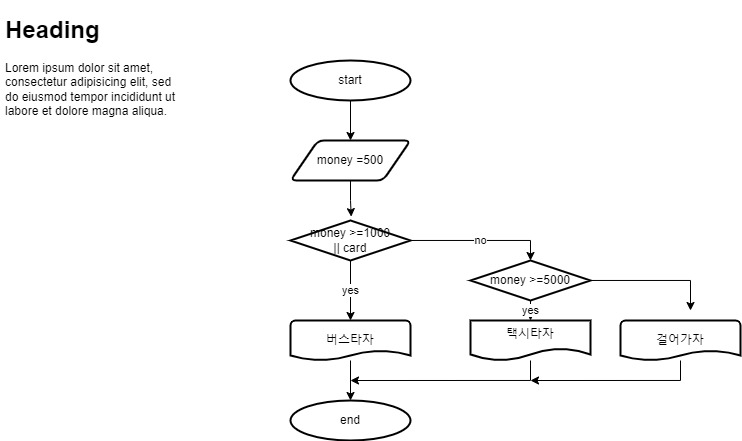 Heading
Lorem ipsum dolor sit amet,
consectetur adipisicing elit, sed
do eiusmod tempor incididunt ut
labore et dolore magna aliqua.
start
money =500
money >=1000
|| card
no
money >=5000
yes
yes
버스타자
택시타자
걸어가자
end